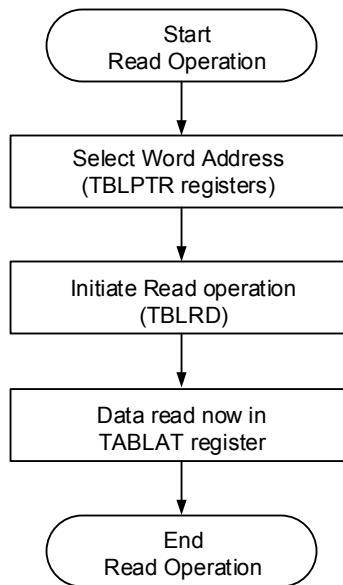 Start
Read Operation
Select Word Address
(TBLPTR registers)
Initiate Read operation
(TBLRD)
Data read now in
TABLAT register
End
Read Operation